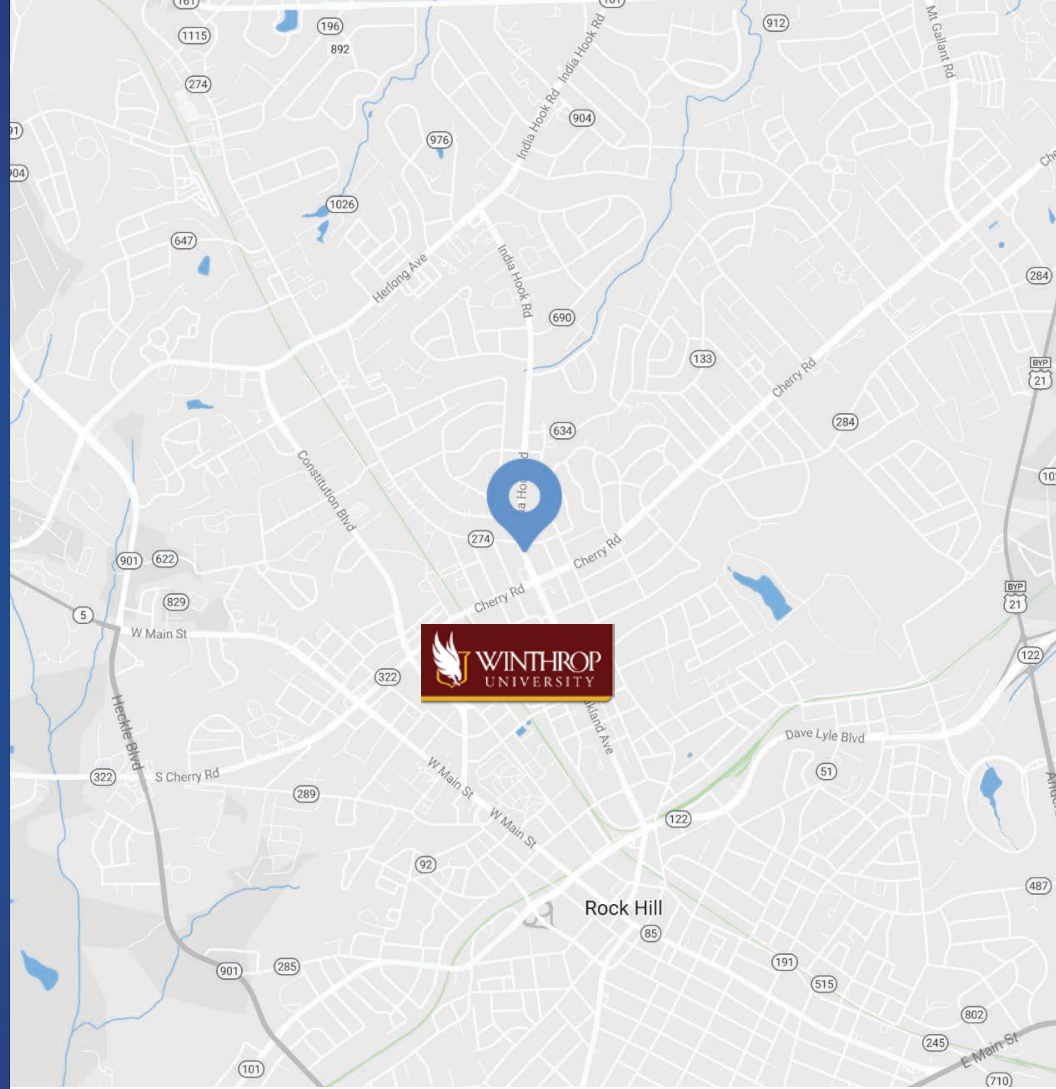 161
161
1115
196
892
912
Mt Gallant Rd
India Hook Rd
India Hook Rd
274
904
91
976
904
1026
647
India Hook Rd
Herlong Ave
284
690
133
BYP
21
Cherry Rd
284
634
Constitution Blvd
274
Cherry Rd
901
622
BYP
21
829
Cherry Rd
5
W Main St
122
WINTHROP
UNIVERSITY
322
Heckle Blvd
Dave Lyle Blvd
322
S Cherry Rd
W Main St
51
289
W Main St
122
92
487
Rock Hill
85
901
285
191
515
802
245
E Main St
101
710